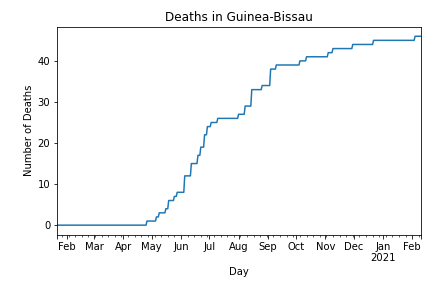 Deaths in Guinea-Bissau
Number of Deaths
40
30
20
10
0
Feb Mar Apr May Jun Jul Aug Sep Oct Nov Dec Jan Feb
2021
Day